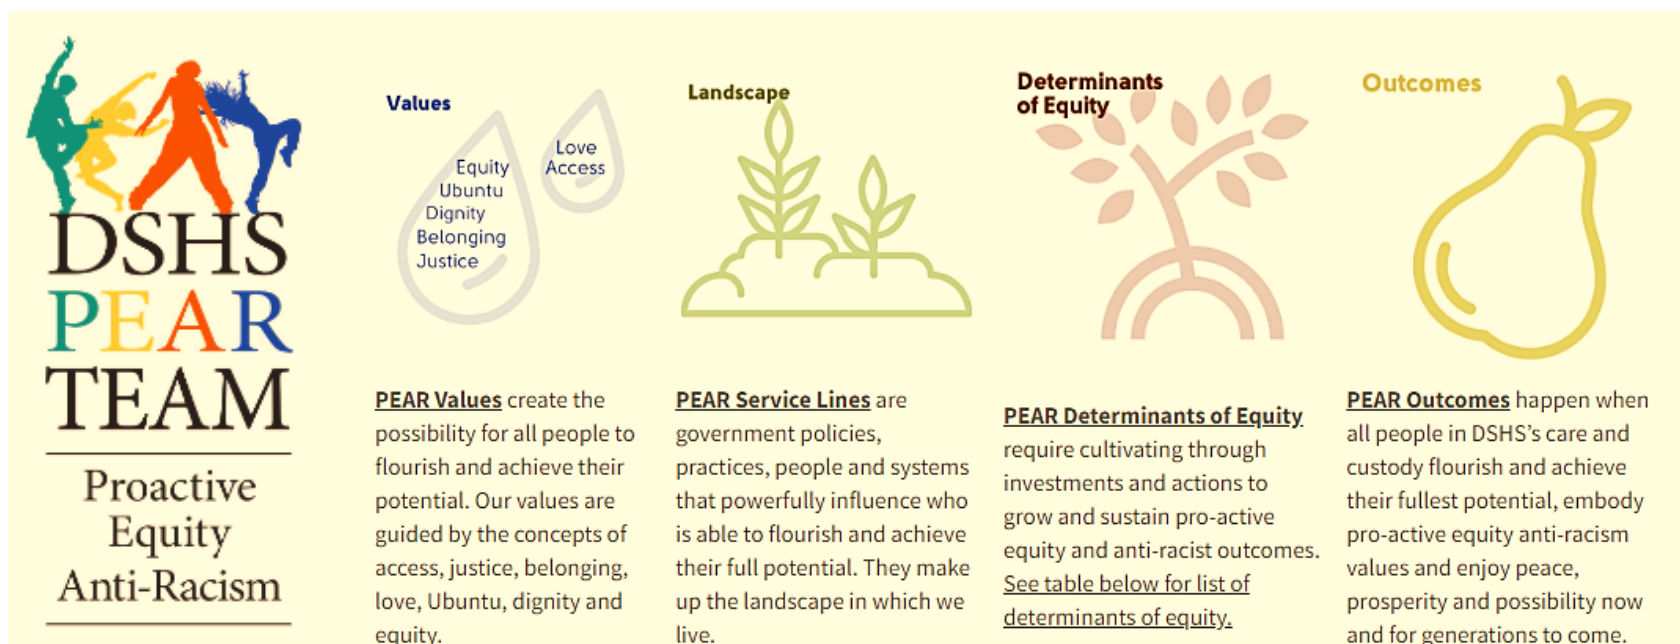 DSHS
PEAR
TEAM
Proactive
Equity
Anti-Racism
Values
Equity
Ubuntu
Dignity
Belonging
Justice
Love
Access
PEAR Values create the
possibility for all people to
flourish and achieve their
potential. Our values are
guided by the concepts of
access, justice, belonging,
love, Ubuntu, dignity and
equity.
Landscape
PEAR Service Lines are
government policies,
practices, people and systems
that powerfully influence who
is able to flourish and achieve
their full potential. They make
up the landscape in which we
live.
Determinants
of Equity
PEAR Determinants of Equity
require cultivating through
investments and actions to
grow and sustain pro-active
equity and anti-racist outcomes.
See table below for list of
determinants of equity.
Outcomes
PEAR Outcomes happen when
all people in DSHS’s care and
custody flourish and achieve
their fullest potential, embody
pro-active equity anti-racism
values and enjoy peace,
prosperity and possibility now
and for generations to come.